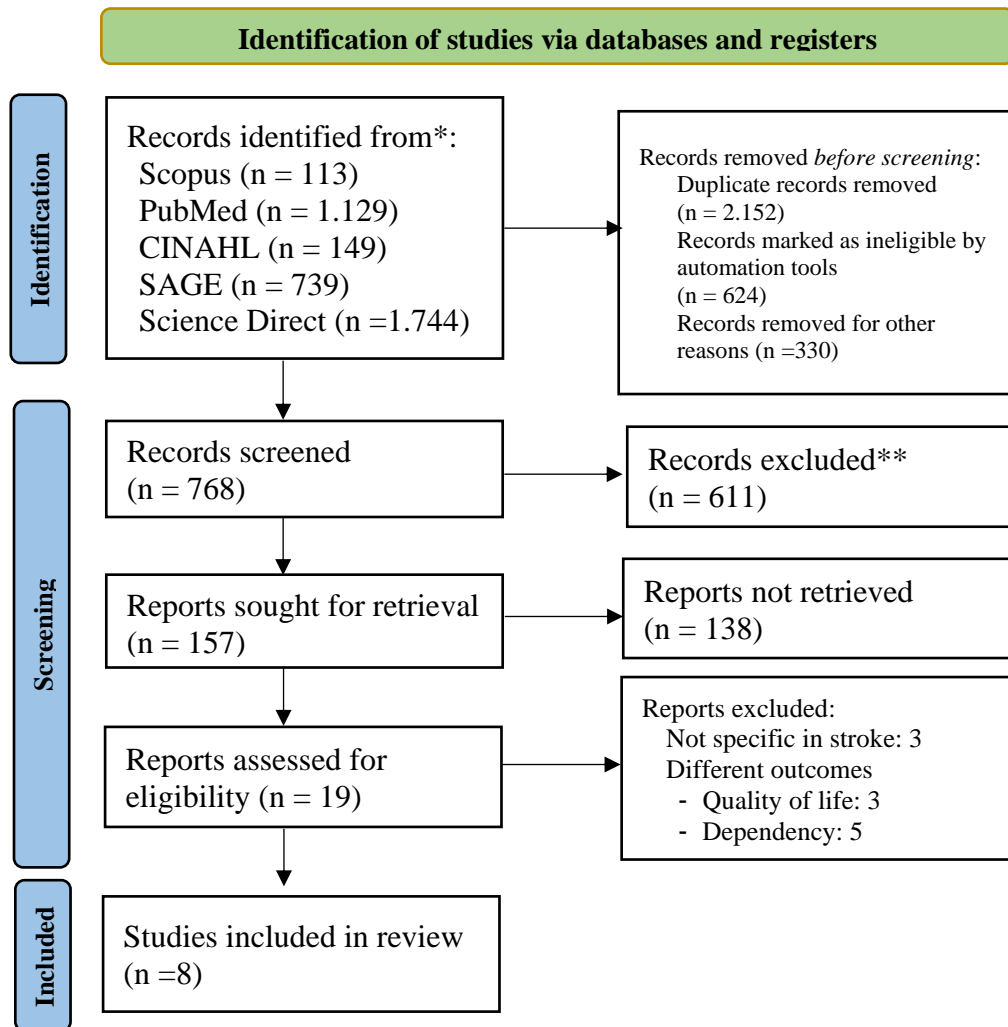 Identification of studies via databases and registers
Identification
Records identified from*:
Scopus (n = 113)
PubMed (n = 1.129)
CINAHL (n = 149)
SAGE (n = 739)
Science Direct (n =1.744)
Records removed before screening:
Duplicate records removed
(n = 2.152)
Records marked as ineligible by
automation tools
(n = 624)
Records removed for other
reasons (n =330)
Screening
Records screened
(n = 768)
Records excluded**
(n = 611)
Reports sought for retrieval
(n = 157)
Reports not retrieved
(n = 138)
Reports assessed for
eligibility (n = 19)
Reports excluded:
Not specific in stroke: 3
Different outcomes
- Quality of life: 3
- Dependency: 5
Included
Studies included in review
(n =8)